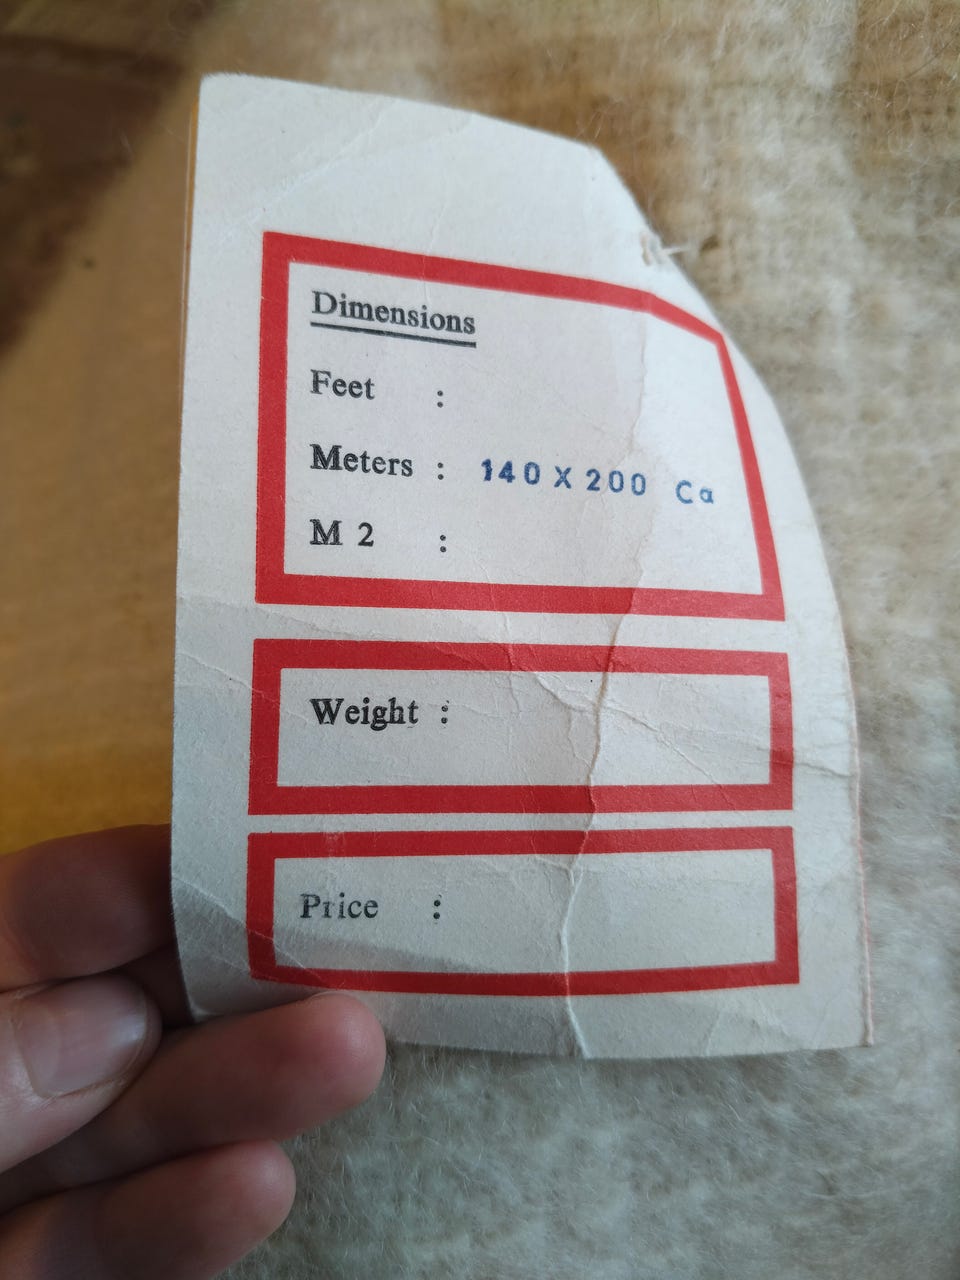 Dimensions
Feet :
Meters : 140 X 200 Ca
M 2 :
Weight :
Price :